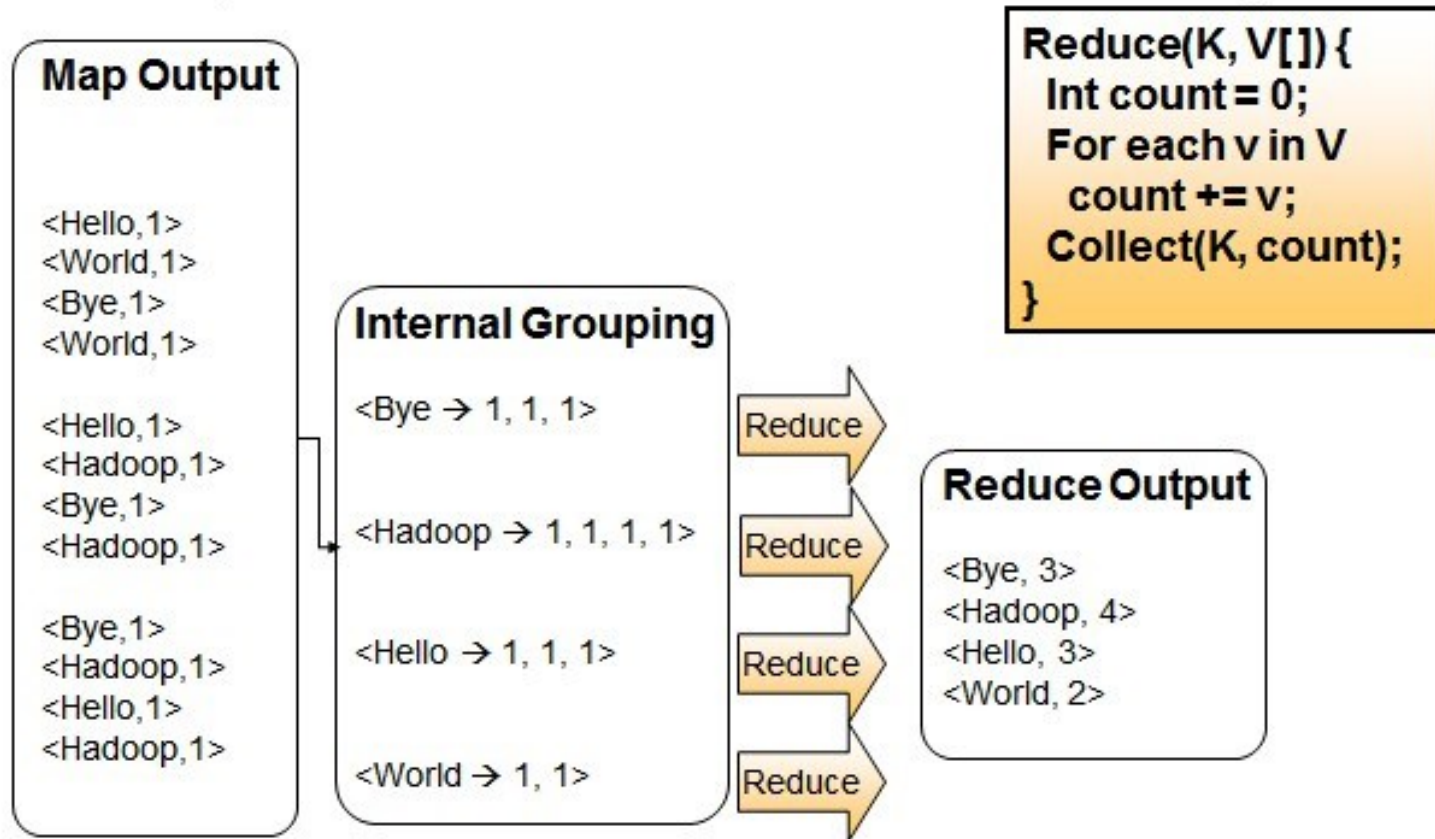 Map Output
<Hello,1>
<World,1>
<Bye,1>
<World,1>
<Hello,1>
<Hadoop,1>
<Bye,1>
<Hadoop,1>
<Bye,1>
<Hadoop,1>
<Hello,1>
<Hadoop,1>
Internal Grouping
<Bye → 1, 1, 1>
<Hadoop → 1, 1, 1, 1>
<Hello → 1, 1, 1>
<World → 1, 1>
Reduce
Reduce
Reduce
Reduce
Reduce Output
<Bye, 3>
<Hadoop, 4>
<Hello, 3>
<World, 2>
Reduce(K, V[]) {
Int count = 0;
For each v in V
count += v;
Collect(K, count);
}